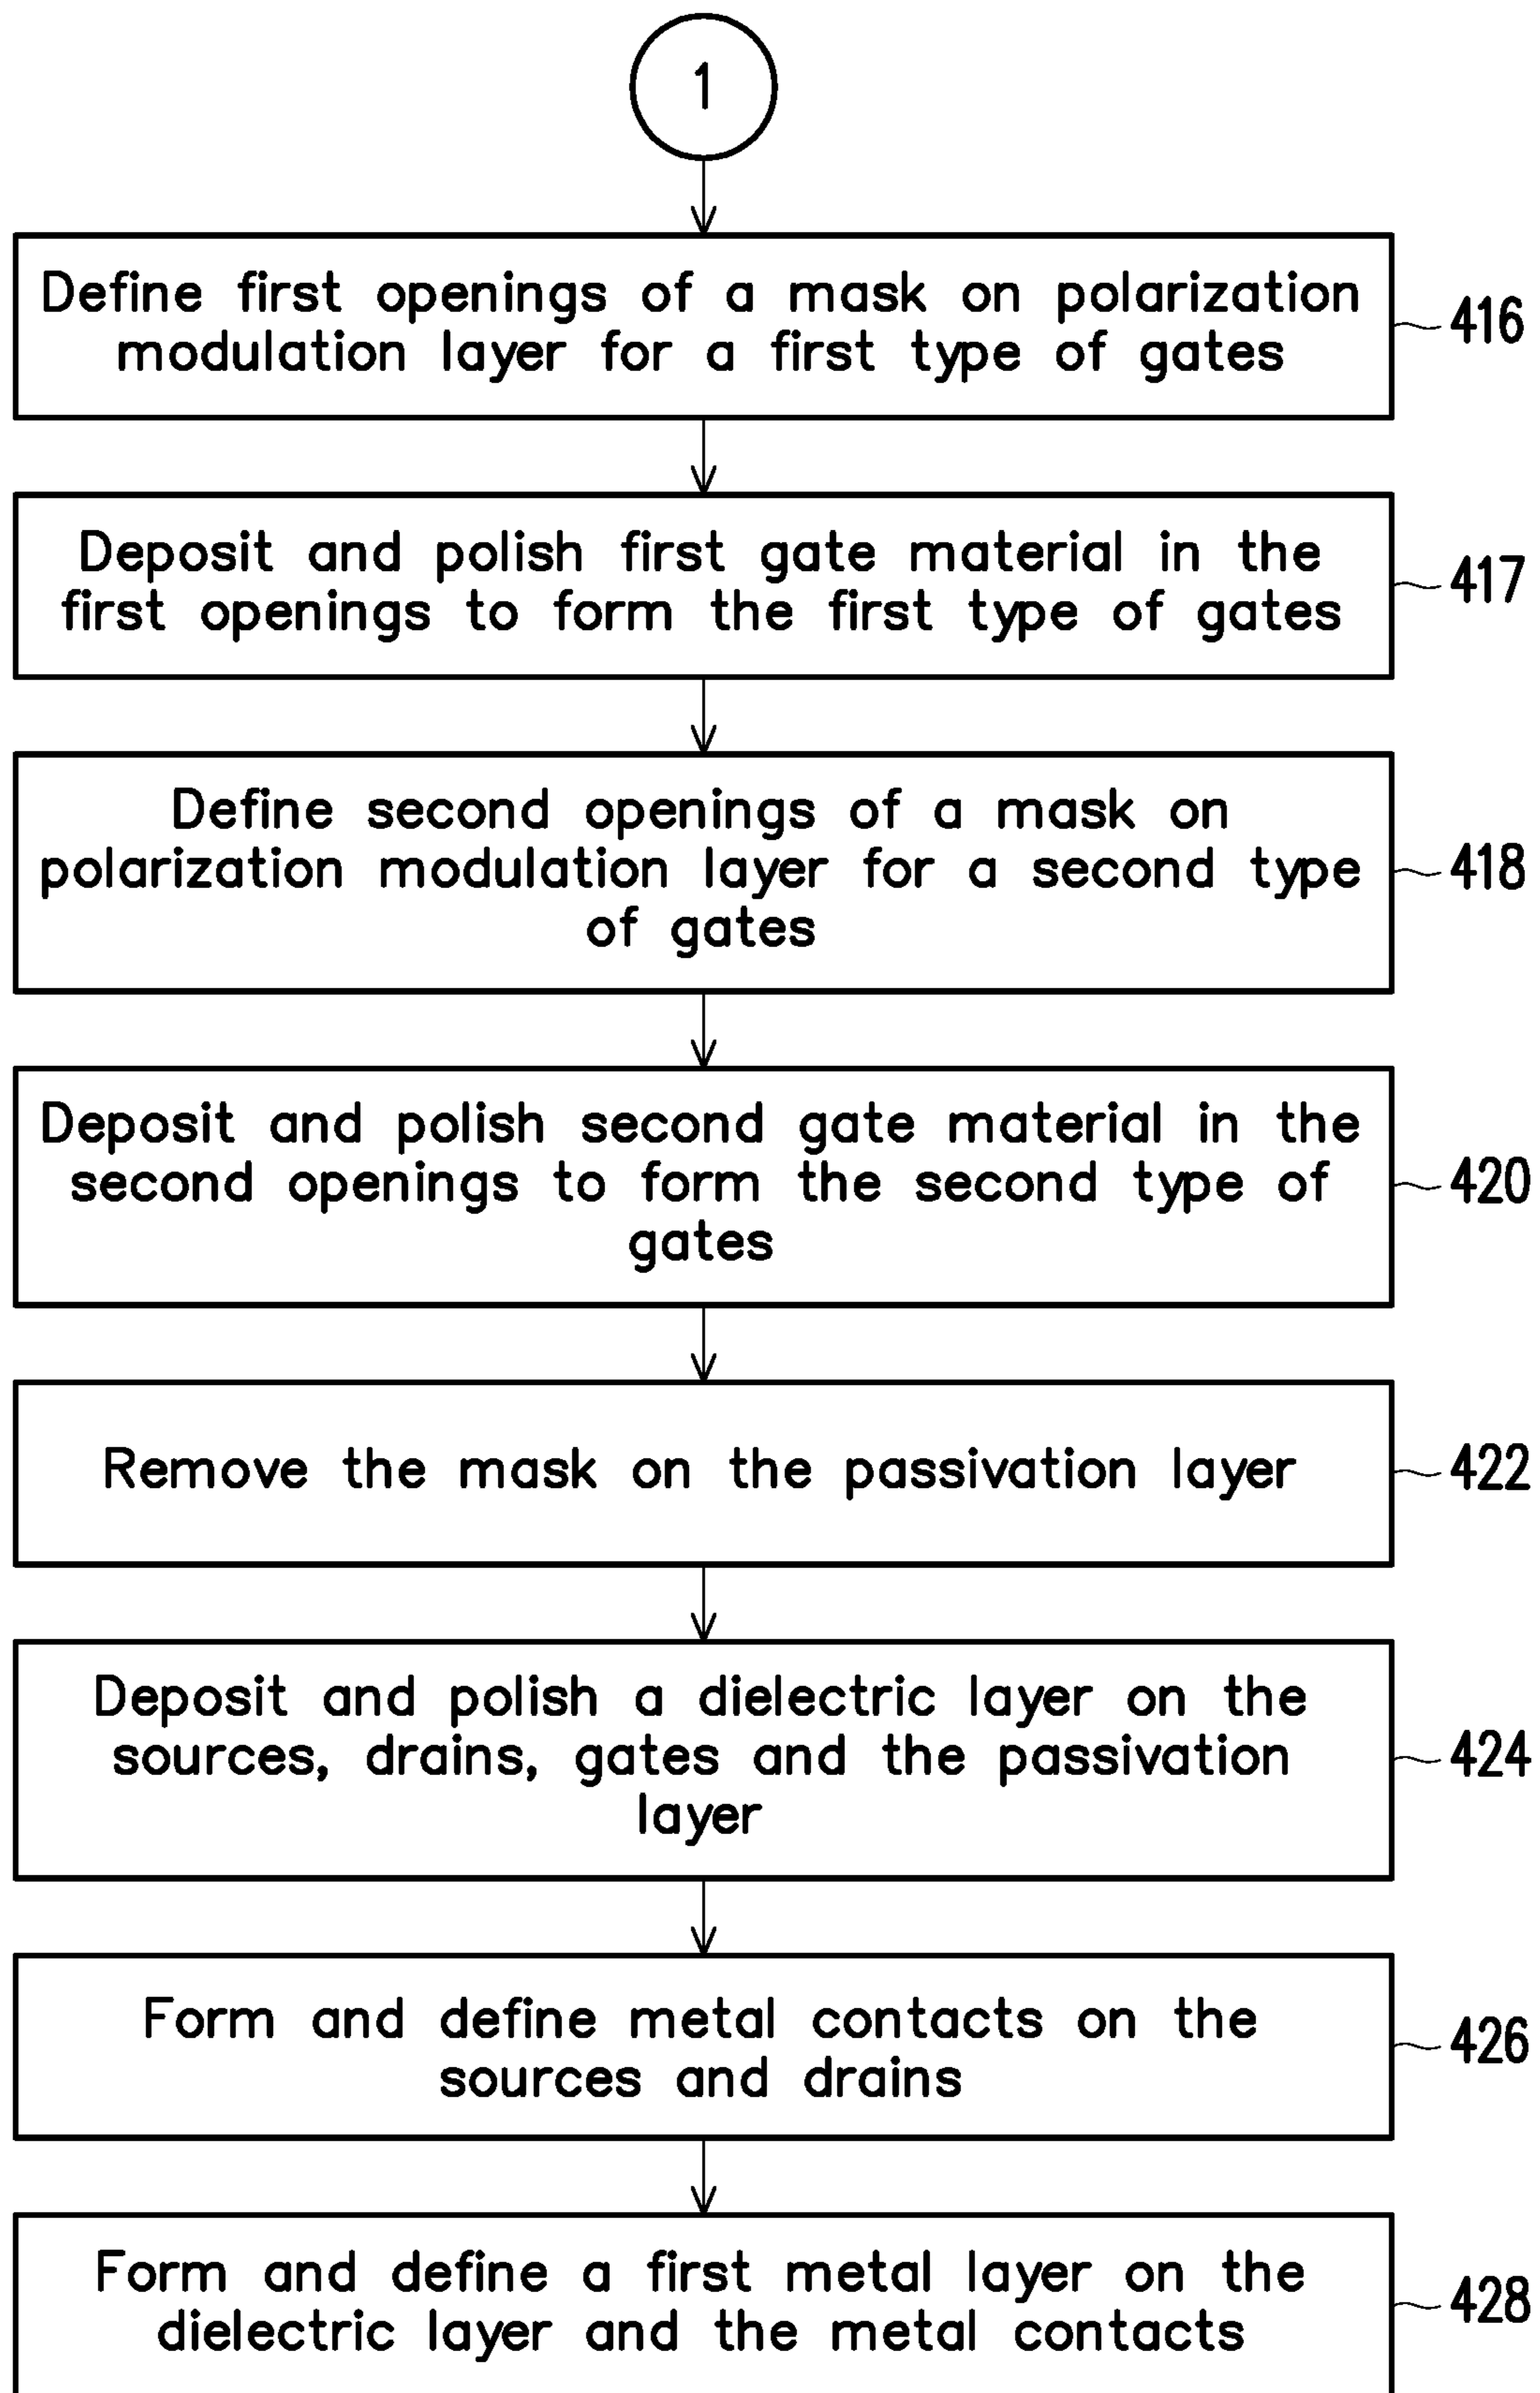 1
Define first openings of a mask on polarization
modulation layer for a first type of gates
416
Deposit and polish first gate material in the
first openings to form the first type of gates
417
Define second openings of a mask on
polarization modulation layer for a second type
of gates
418
Deposit and polish second gate material in the
second openings to form the second type of
gates
420
Remove the mask on the passivation layer
422
Deposit and polish a dielectric layer on the
sources, drains, gates and the passivation
layer
424
Form and define metal contacts on the
sources and drains
426
Form and define a first metal layer on the
dielectric layer and the metal contacts
428